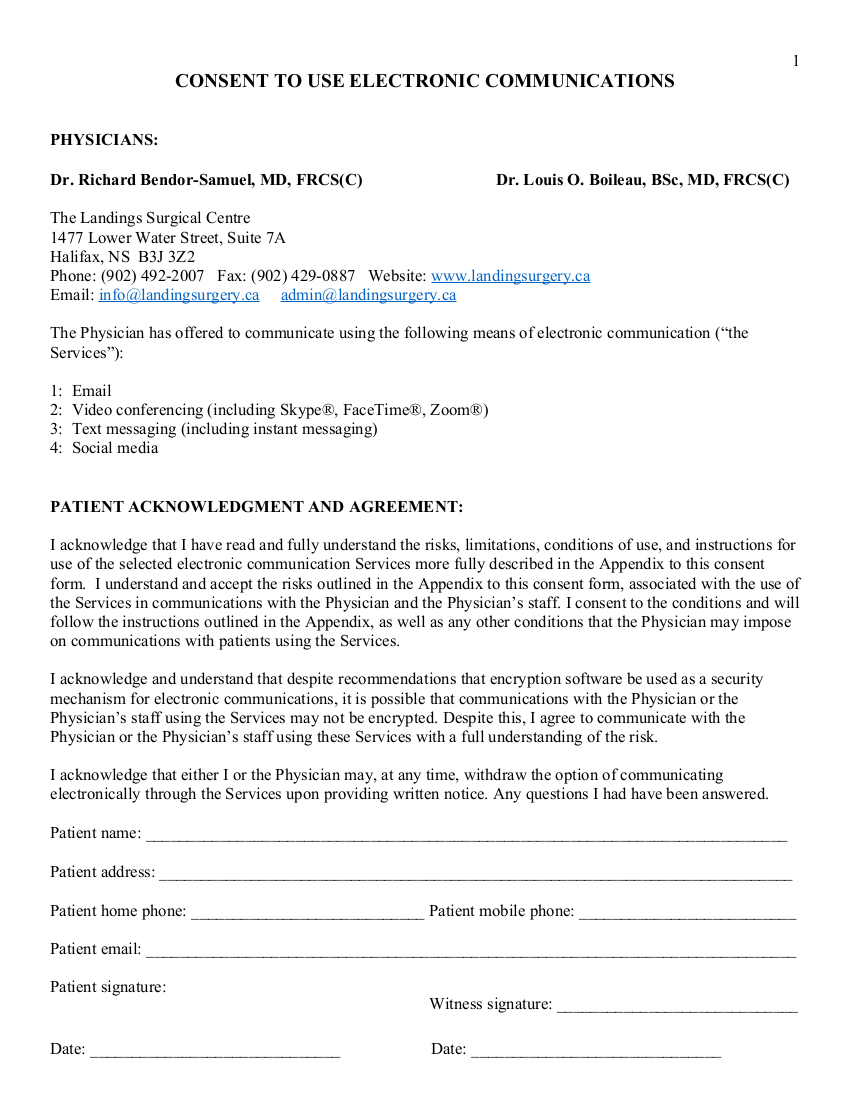 1
CONSENT TO USE ELECTRONIC COMMUNICATIONS
PHYSICIANS:
Dr. Richard Bendor-Samuel, MD, FRCS(C) Dr. Louis O. Boileau, BSc, MD, FRCS(C)
The Landings Surgical Centre
1477 Lower Water Street, Suite 7A
Halifax, NS  B3J 3Z2
Phone: (902) 492-2007   Fax: (902) 429-0887   Website: www.landingsurgery.ca
Email: info@landingsurgery.ca     admin@landingsurgery.ca
The Physician has offered to communicate using the following means of electronic communication (“the
Services”):
1:  Email
2:  Video conferencing (including Skype®, FaceTime®, Zoom®)
3:  Text messaging (including instant messaging)
4:  Social media
PATIENT ACKNOWLEDGMENT AND AGREEMENT:
I acknowledge that I have read and fully understand the risks, limitations, conditions of use, and instructions for
use of the selected electronic communication Services more fully described in the Appendix to this consent
form.  I understand and accept the risks outlined in the Appendix to this consent form, associated with the use of
the Services in communications with the Physician and the Physician’s staff. I consent to the conditions and will
follow the instructions outlined in the Appendix, as well as any other conditions that the Physician may impose
on communications with patients using the Services.
I acknowledge and understand that despite recommendations that encryption software be used as a security
mechanism for electronic communications, it is possible that communications with the Physician or the
Physician’s staff using the Services may not be encrypted. Despite this, I agree to communicate with the
Physician or the Physician’s staff using these Services with a full understanding of the risk.
I acknowledge that either I or the Physician may, at any time, withdraw the option of communicating
electronically through the Services upon providing written notice. Any questions I had have been answered.
Patient name: ______________________________
Patient address: ______________________________
Patient home phone: ____________________ Patient mobile phone: ____________________
Patient email: ______________________________
Patient signature:
Witness signature: ____________________
Date: ____________________ Date: ____________________